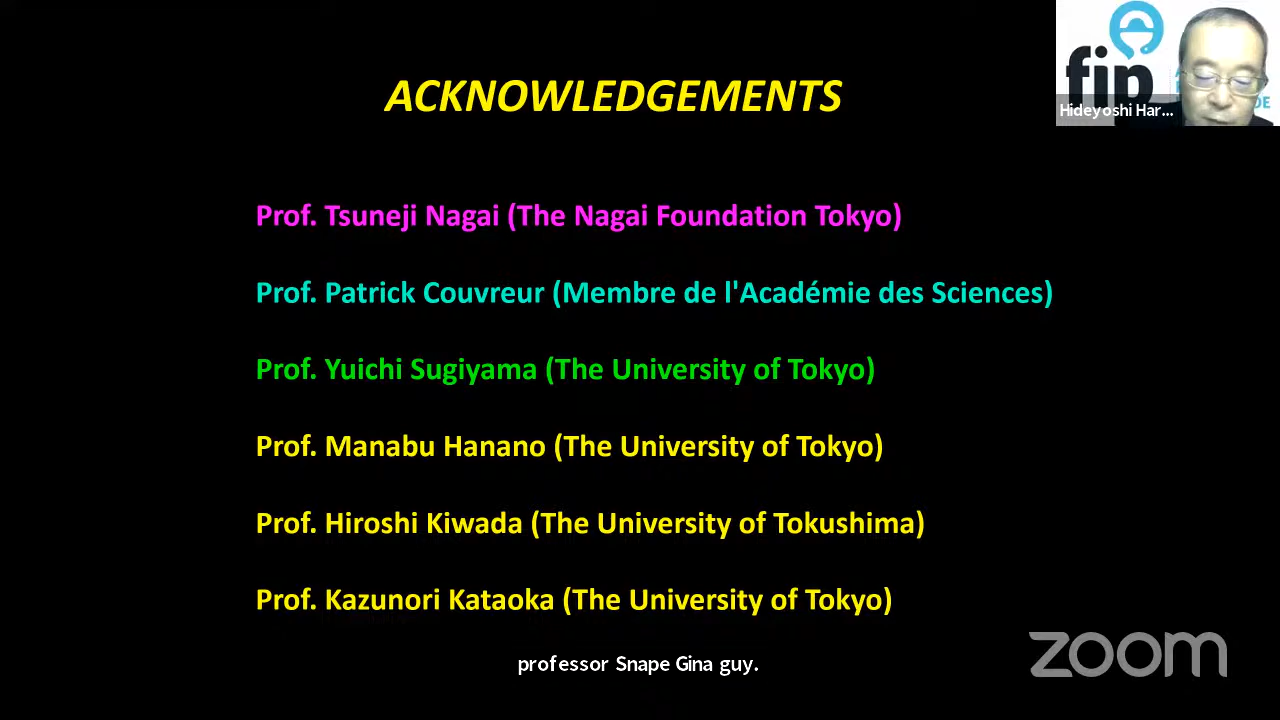 ACKNOWLEDGEMENTS
fip
Hideyoshi Har...
DE
Prof. Tsuneji Nagai (The Nagai Foundation Tokyo)
Prof. Patrick Couvreur (Membre de l'Académie des Sciences)
Prof. Yuichi Sugiyama (The University of Tokyo)
Prof. Manabu Hanano (The University of Tokyo)
Prof. Hiroshi Kiwada (The University of Tokushima)
Prof. Kazunori Kataoka (The University of Tokyo)
professor Snape Gina guy.
zoom